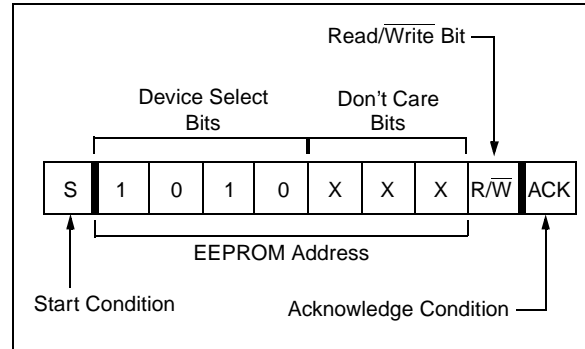 Read/Write Bit
Device Select
Bits
Don't Care
Bits
S 1 0 1 0 X X X R/W ACK
EEPROM Address
Start Condition
Acknowledge Condition